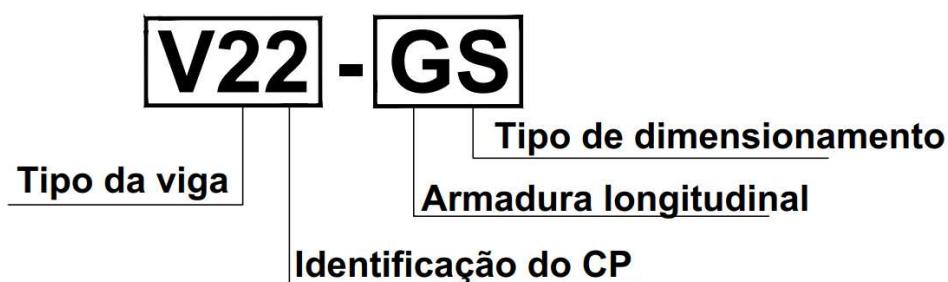 V22 - GS
Tipo de dimensionamento
Tipo da viga
Armadura longitudinal
Identificação do CP